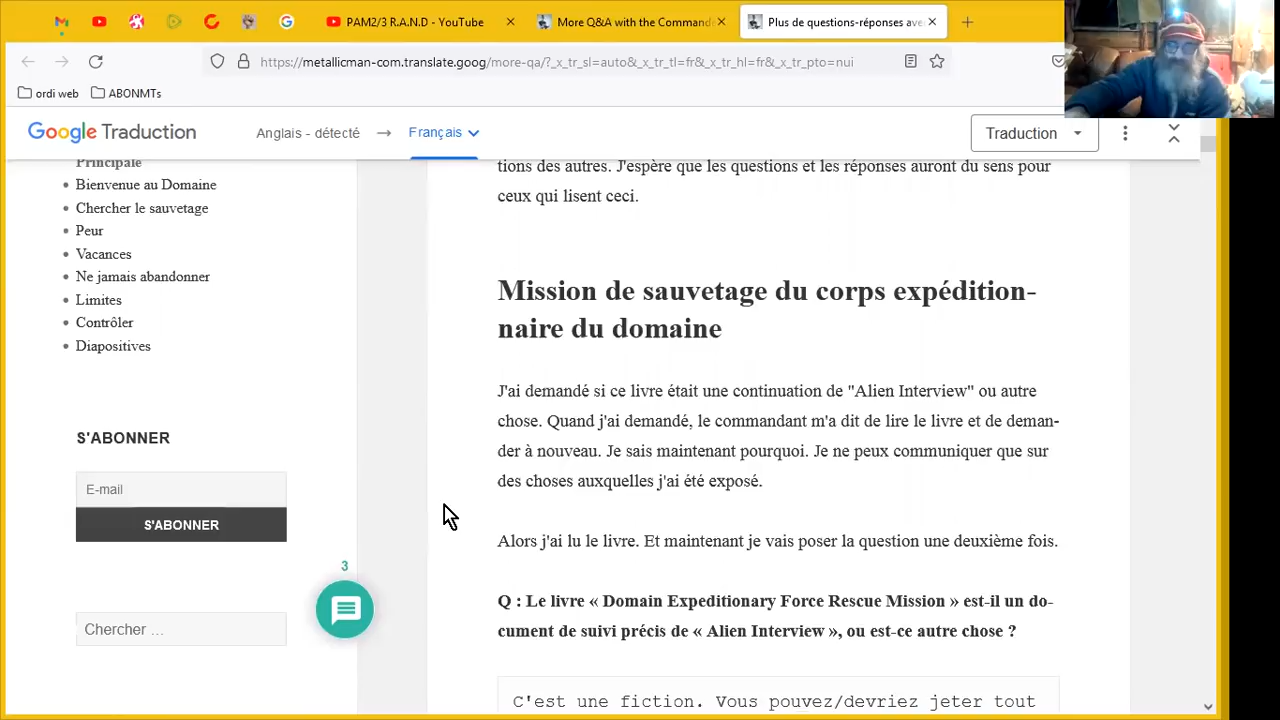 PAM2/3 R.A.N.D - YouTube
More Q&A with the Command
Plus de questions-réponses ave
https://metallicman-com.translate.goog/more-qa/?_x_tr_sl=auto&_x_tr_tl=fr&_x_tr_hl=fr&_x_tr_pto=nui
ordi web
ABONMTs
Google Traduction
Anglais - détecté
Français
Traduction
Principale
Bienvenue au Domaine
Chercher le sauvetage
Peur
Vacances
Ne jamais abandonner
Limites
Contrôler
Diapositives
S'ABONNER
E-mail
S'ABONNER
3
Chercher …
tions des autres. J'espère que les questions et les réponses auront du sens pour
ceux qui lisent ceci.
Mission de sauvetage du corps expédition-
naire du domaine
J'ai demandé si ce livre était une continuation de "Alien Interview" ou autre
chose. Quand j'ai demandé, le commandant m'a dit de lire le livre et de deman-
der à nouveau. Je sais maintenant pourquoi. Je ne peux communiquer que sur
des choses auxquelles j'ai été exposé.
Alors j'ai lu le livre. Et maintenant je vais poser la question une deuxième fois.
Q : Le livre « Domain Expeditionary Force Rescue Mission » est-il un do-
cument de suivi précis de « Alien Interview », ou est-ce autre chose ?
C'est une fiction. Vous pouvez/devriez jeter tout